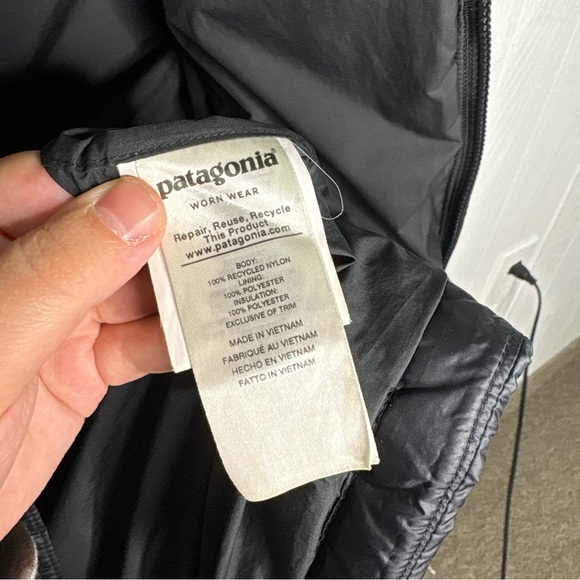 patagonia®
WORN WEAR
Repair, Reuse, Recycle
This Product
www.patagonia.com
BODY:
100% RECYCLED NYLON
LINING:
100% POLYESTER
INSULATION:
100% POLYESTER
EXCLUSIVE OF TRIM
MADE IN VIETNAM
FABRIQUÉ AU VIETNAM
HECHO EN VIETNAM
FATTO IN VIETNAM